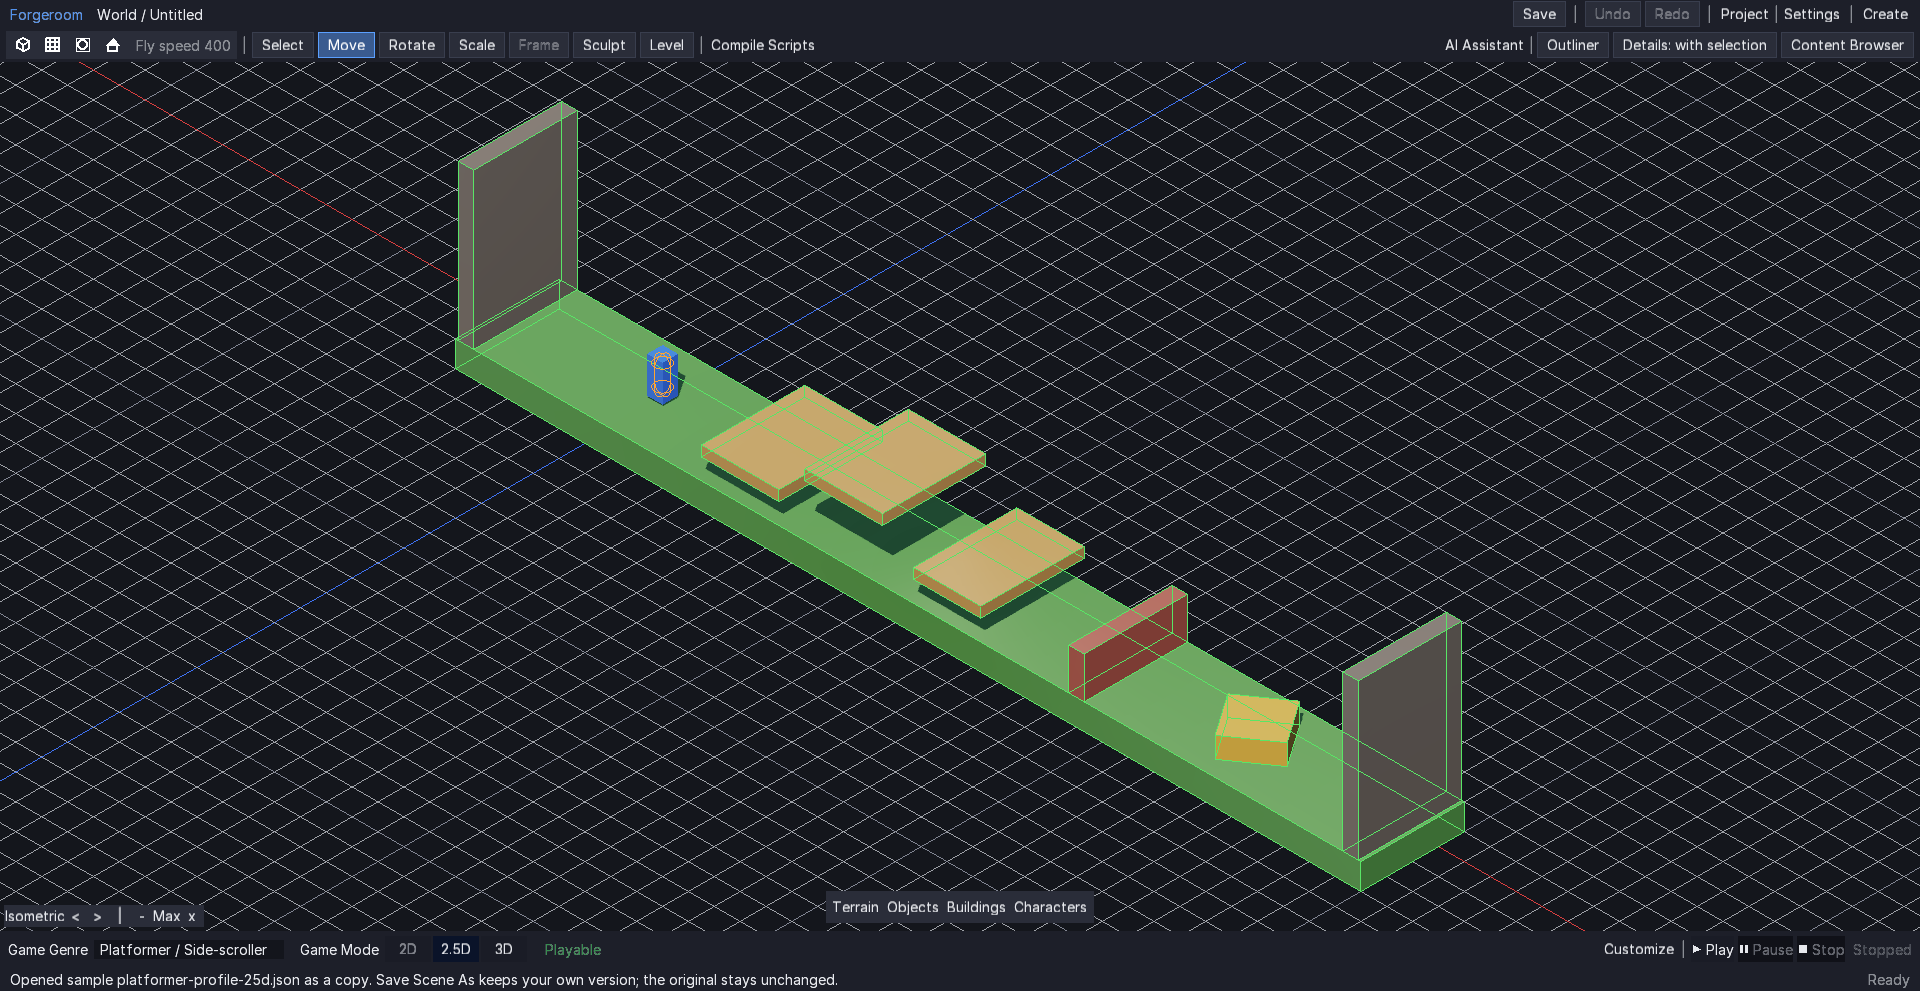 Forgeroom World / Untitled Save | Undo Redo | Project | Settings | Create
Fly speed 400 | Select Move Rotate Scale Frame Sculpt Level | Compile Scripts AI Assistant | Outliner Details: with selection Content Browser
Terrain Objects Buildings Characters
Isometric < > | - Max x
Game Genre Platformer / Side-scroller Game Mode 2D 2.5D 3D Playable Customize | Play Pause Stop Stopped
Opened sample platformer-profile-25d.json as a copy. Save Scene As keeps your own version; the original stays unchanged. Ready